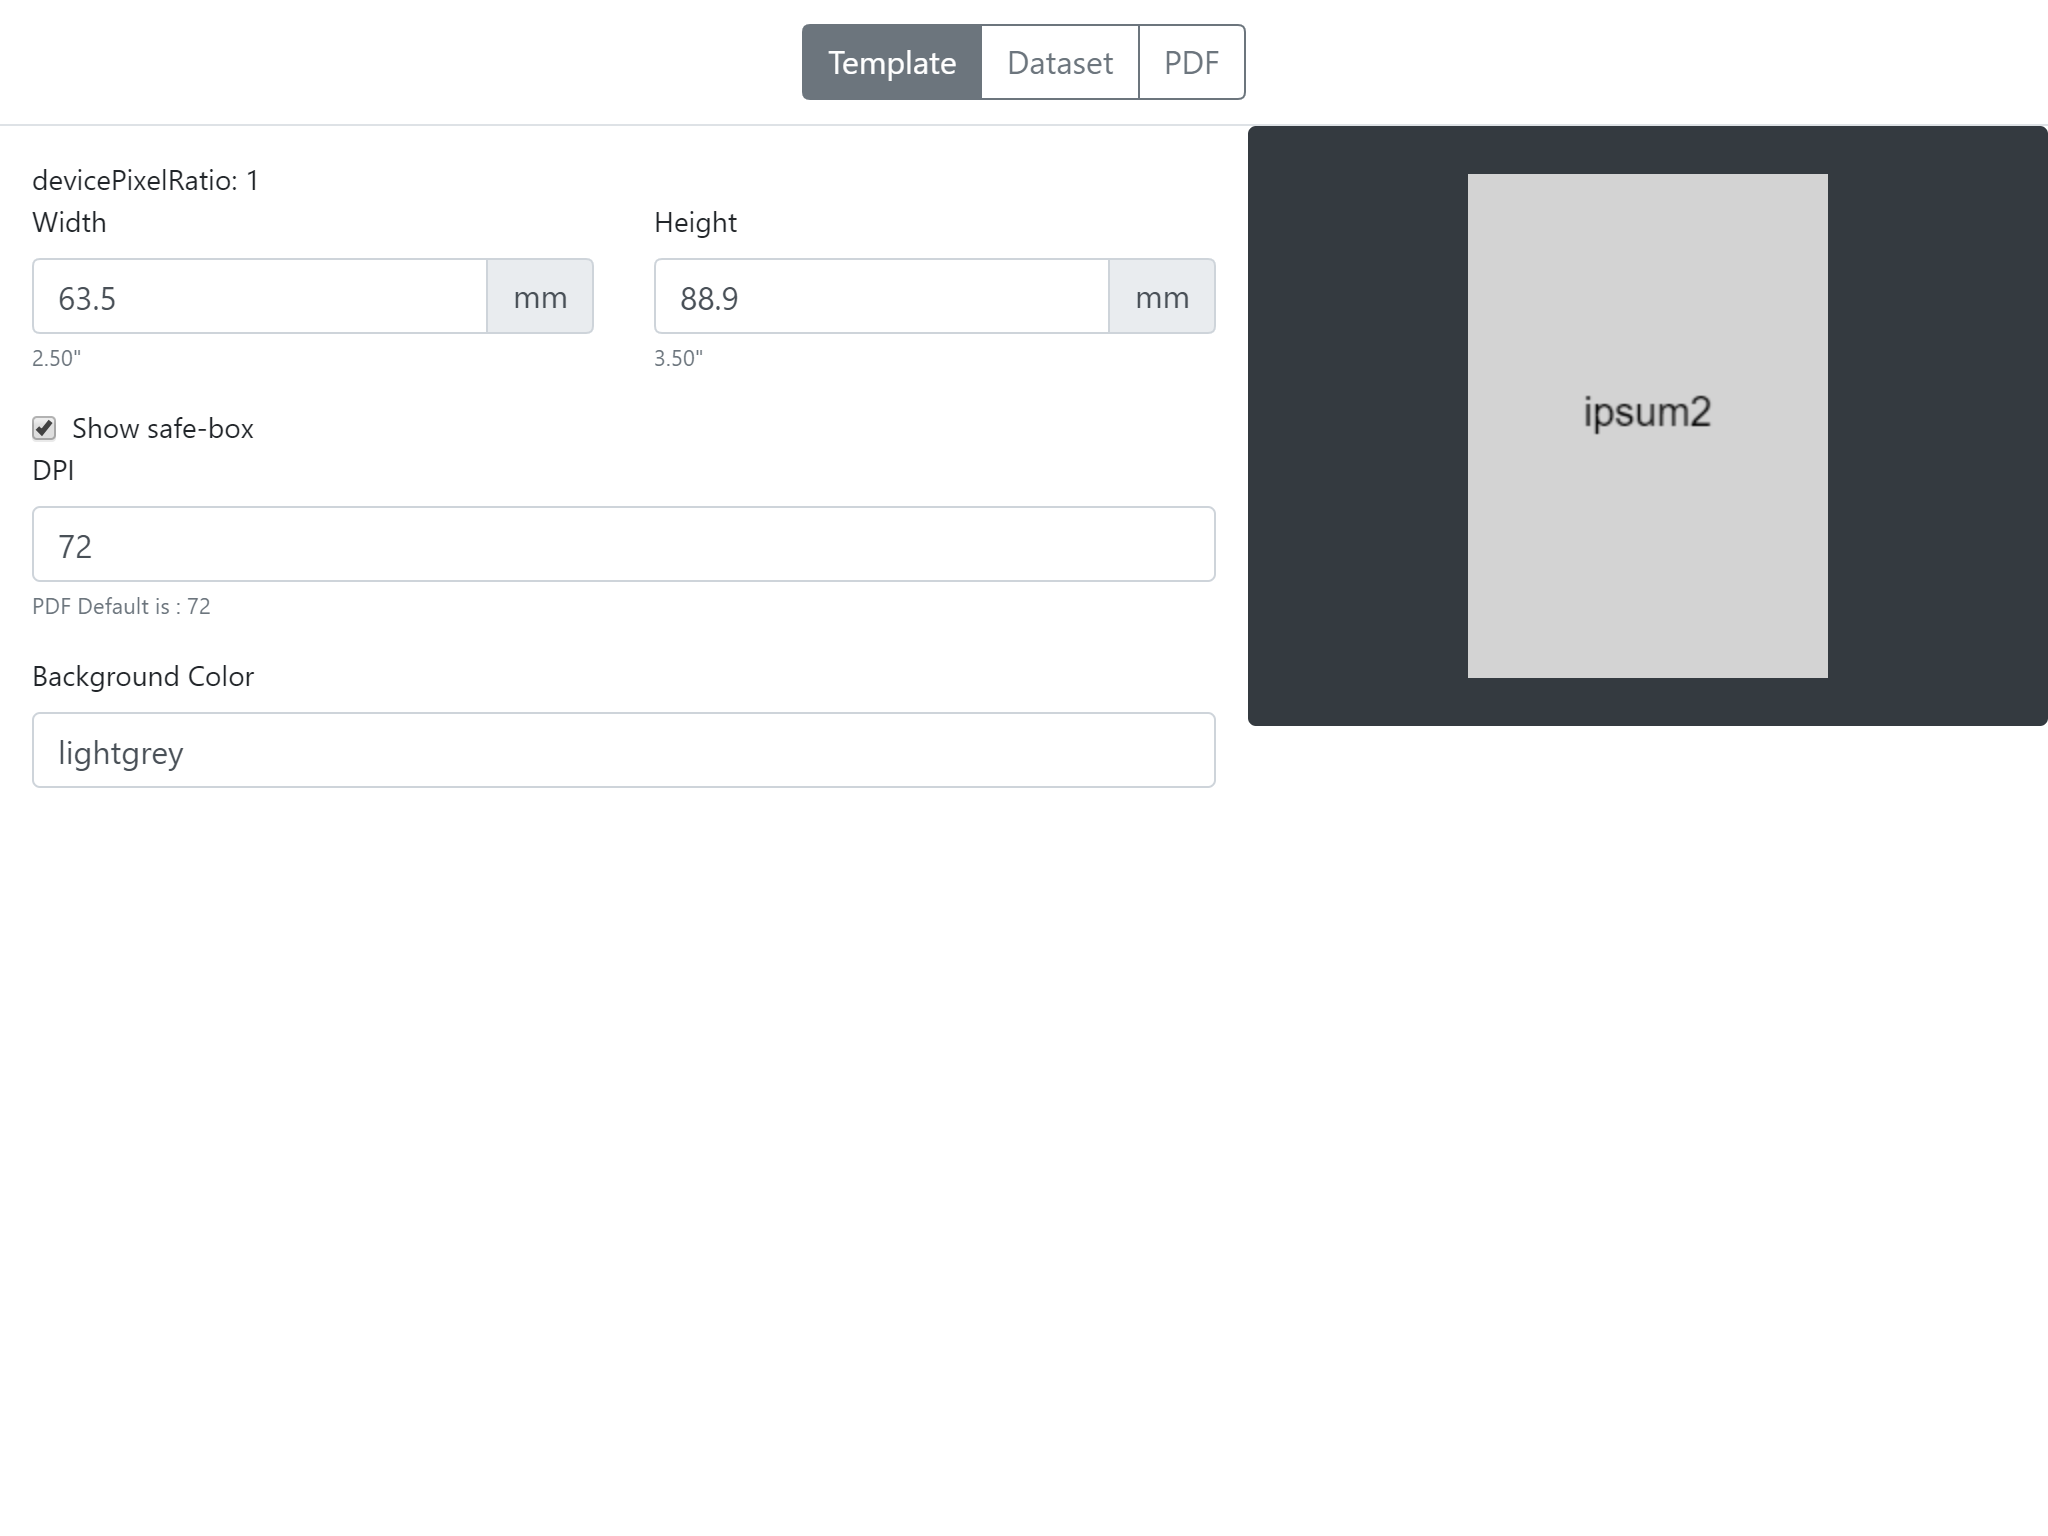 Template Dataset PDF
devicePixelRatio: 1
Width Height
63.5 mm 88.9 mm
2.50" 3.50"
Show safe-box
DPI
72
PDF Default is : 72
Background Color
lightgrey
ipsum2